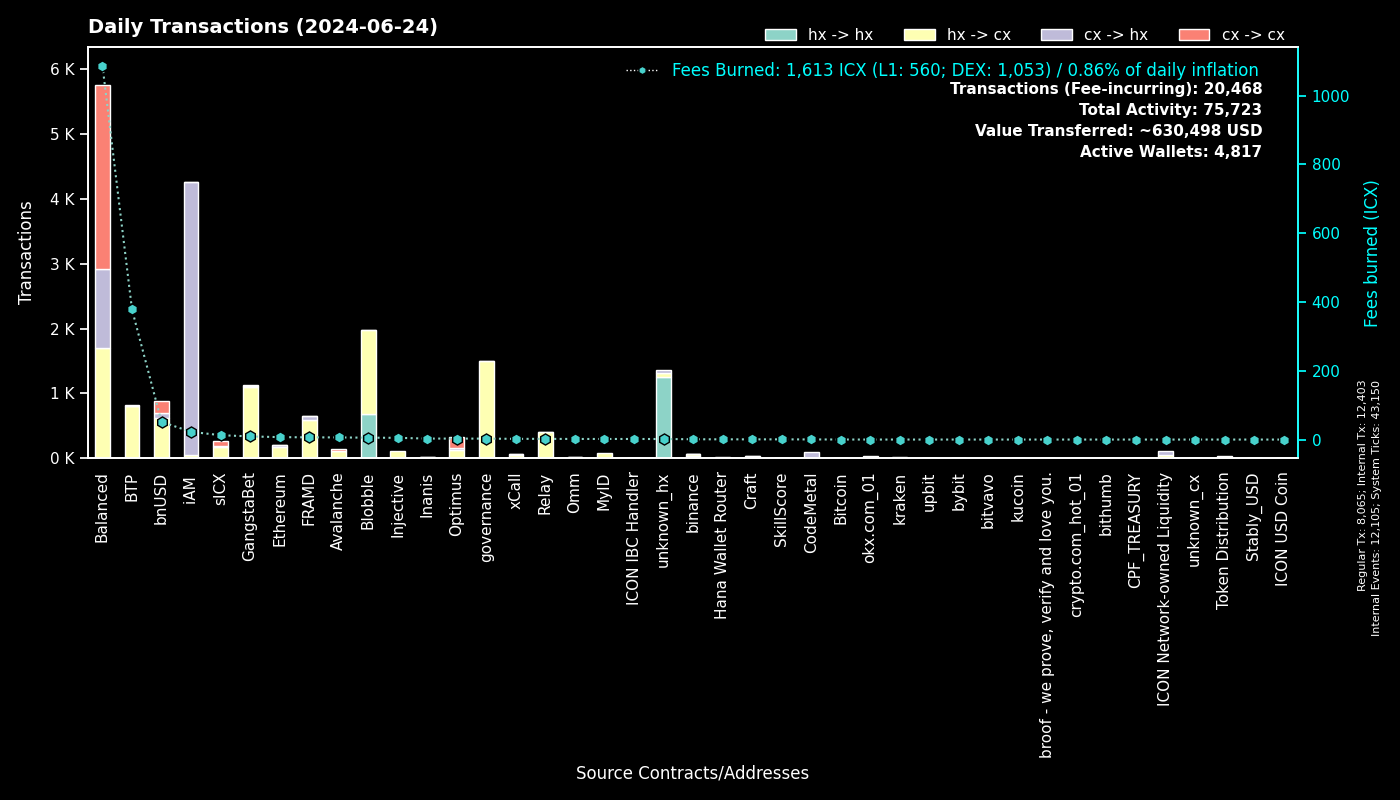 Daily Transactions (2024-06-24)
hx -> hx
hx -> cx
cx -> hx
cx -> cx
Fees Burned: 1,613 ICX (L1: 560; DEX: 1,053) / 0.86% of daily inflation
Transactions (Fee-incurring): 20,468
Total Activity: 75,723
Value Transferred: ~630,498 USD
Active Wallets: 4,817
6 K
5 K
4 K
3 K
2 K
1 K
0 K
Transactions
1000
800
600
400
200
0
Fees burned (ICX)
Regular Tx: 8,065; Internal Tx: 12,403
Internal Events: 12,105; System Ticks: 43,150
Balanced
BTP
bnUSD
iAM
sICX
GangstaBet
Ethereum
FRAMD
Avalanche
Blobble
Injective
Inanis
Optimus
governance
xCall
Relay
Omm
MyID
ICON IBC Handler
unknown_hx
binance
Hana Wallet Router
Craft
SkillScore
CodeMetal
Bitcoin
okx.com_01
kraken
upbit
bybit
bitvavo
kucoin
broof - we prove, verify and love you.
crypto.com_hot_01
bithumb
CPF_TREASURY
ICON Network-owned Liquidity
unknown_cx
Token Distribution
Stably_USD
ICON USD Coin
Source Contracts/Addresses